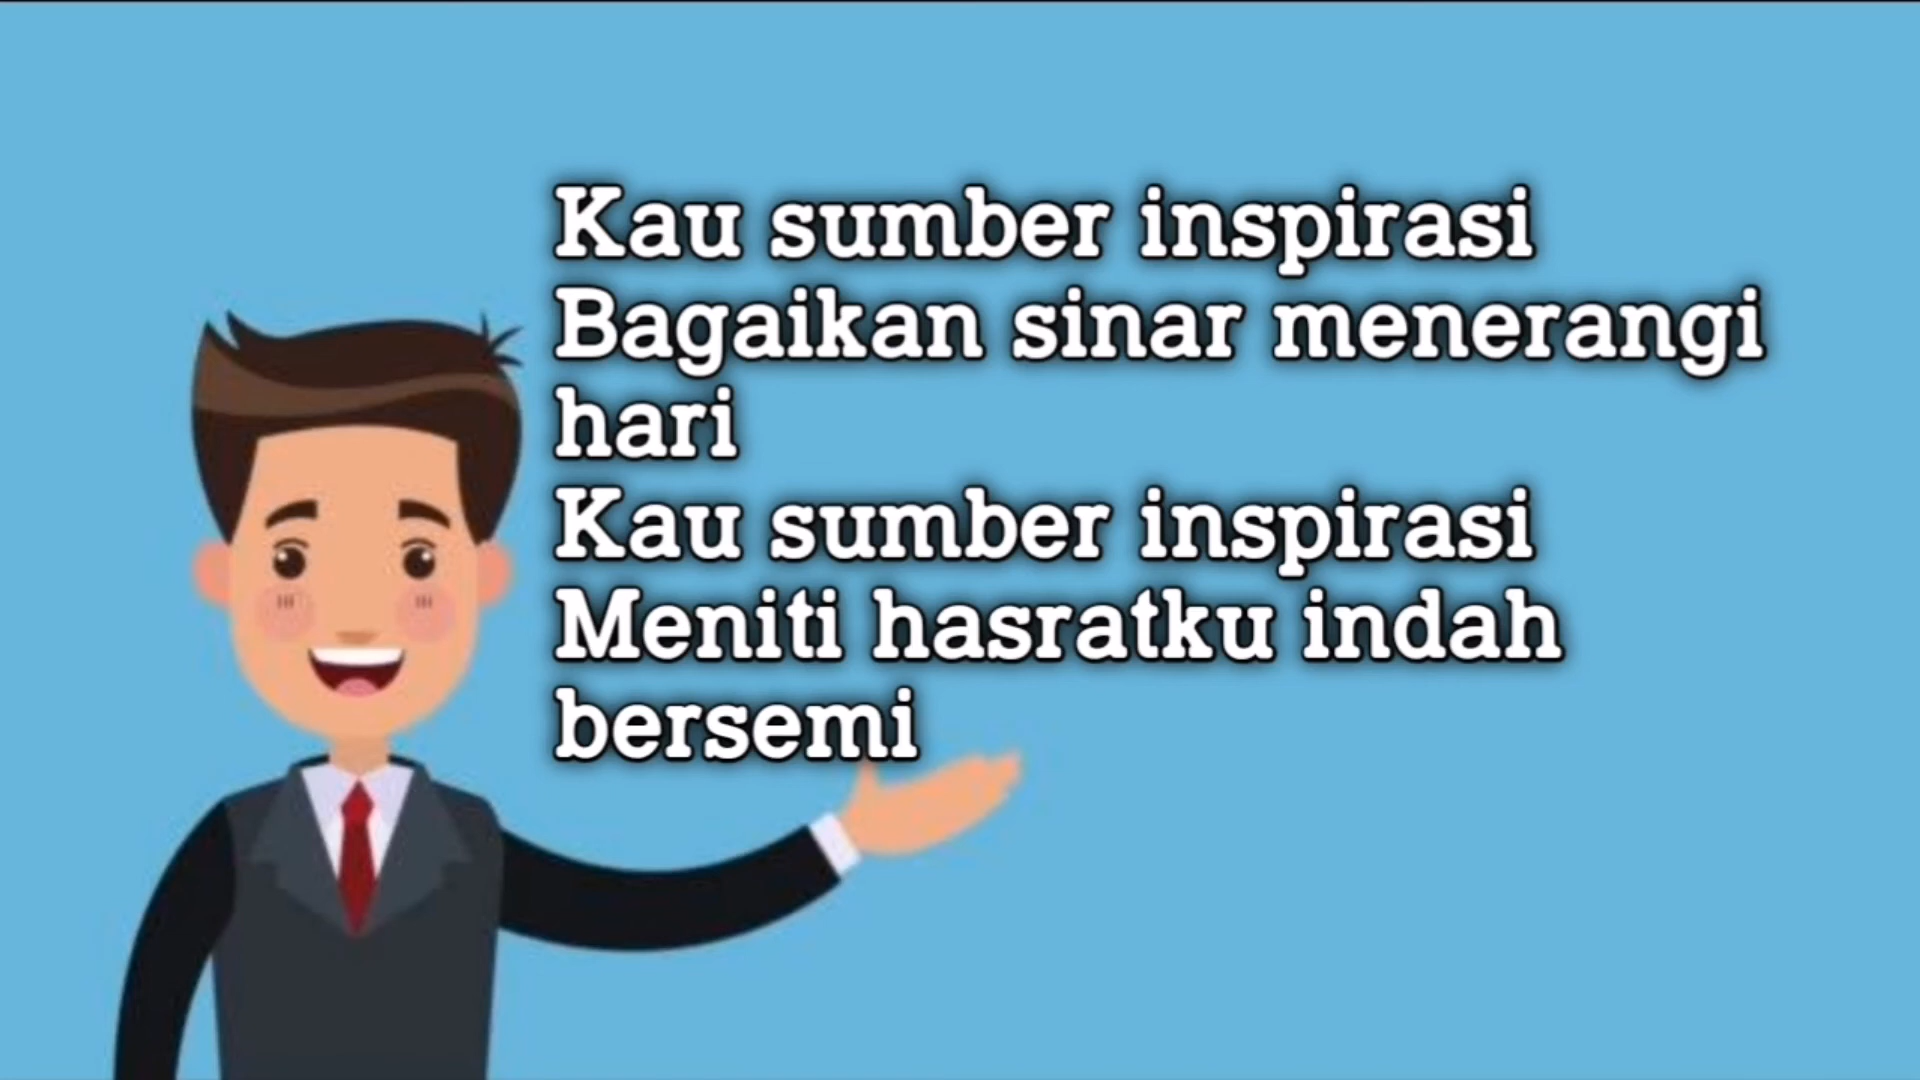 Kau sumber inspirasi
Bagaikan sinar menerangi
hari
Kau sumber inspirasi
Meniti hasratku indah
bersemi